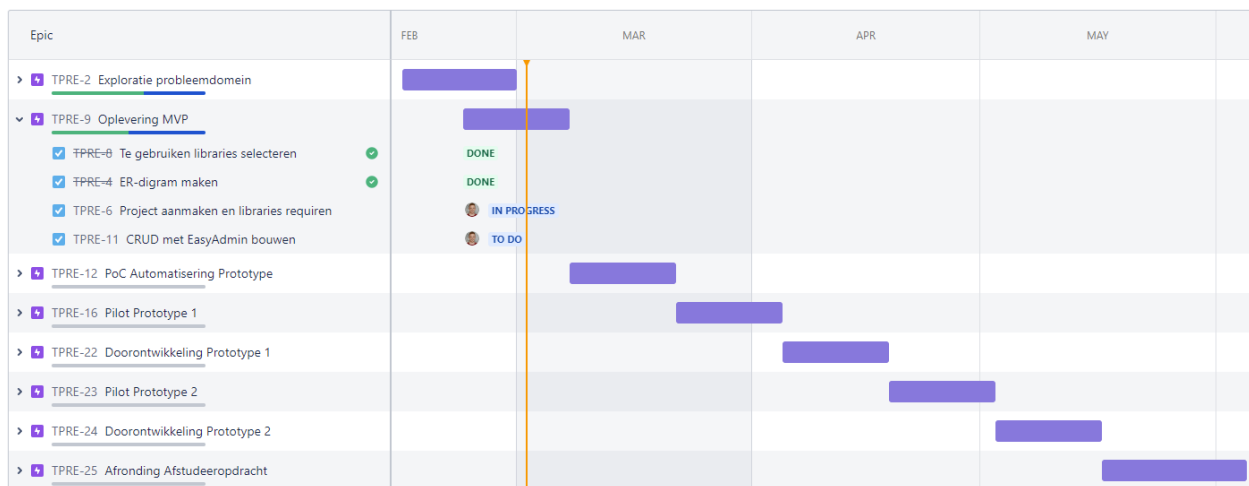 Epic FEB MAR APR MAY
TPRE-2 Exploratie probleemdomein
TPRE-9 Oplevering MVP
TPRE-8 Te gebruiken libraries selecteren DONE
TPRE-4 ER-digram maken DONE
TPRE-6 Project aanmaken en libraries requiren IN PROGRESS
TPRE-11 CRUD met EasyAdmin bouwen TO DO
TPRE-12 PoC Automatisering Prototype
TPRE-16 Pilot Prototype 1
TPRE-22 Doorontwikkeling Prototype 1
TPRE-23 Pilot Prototype 2
TPRE-24 Doorontwikkeling Prototype 2
TPRE-25 Afronding Afstudeeropdracht